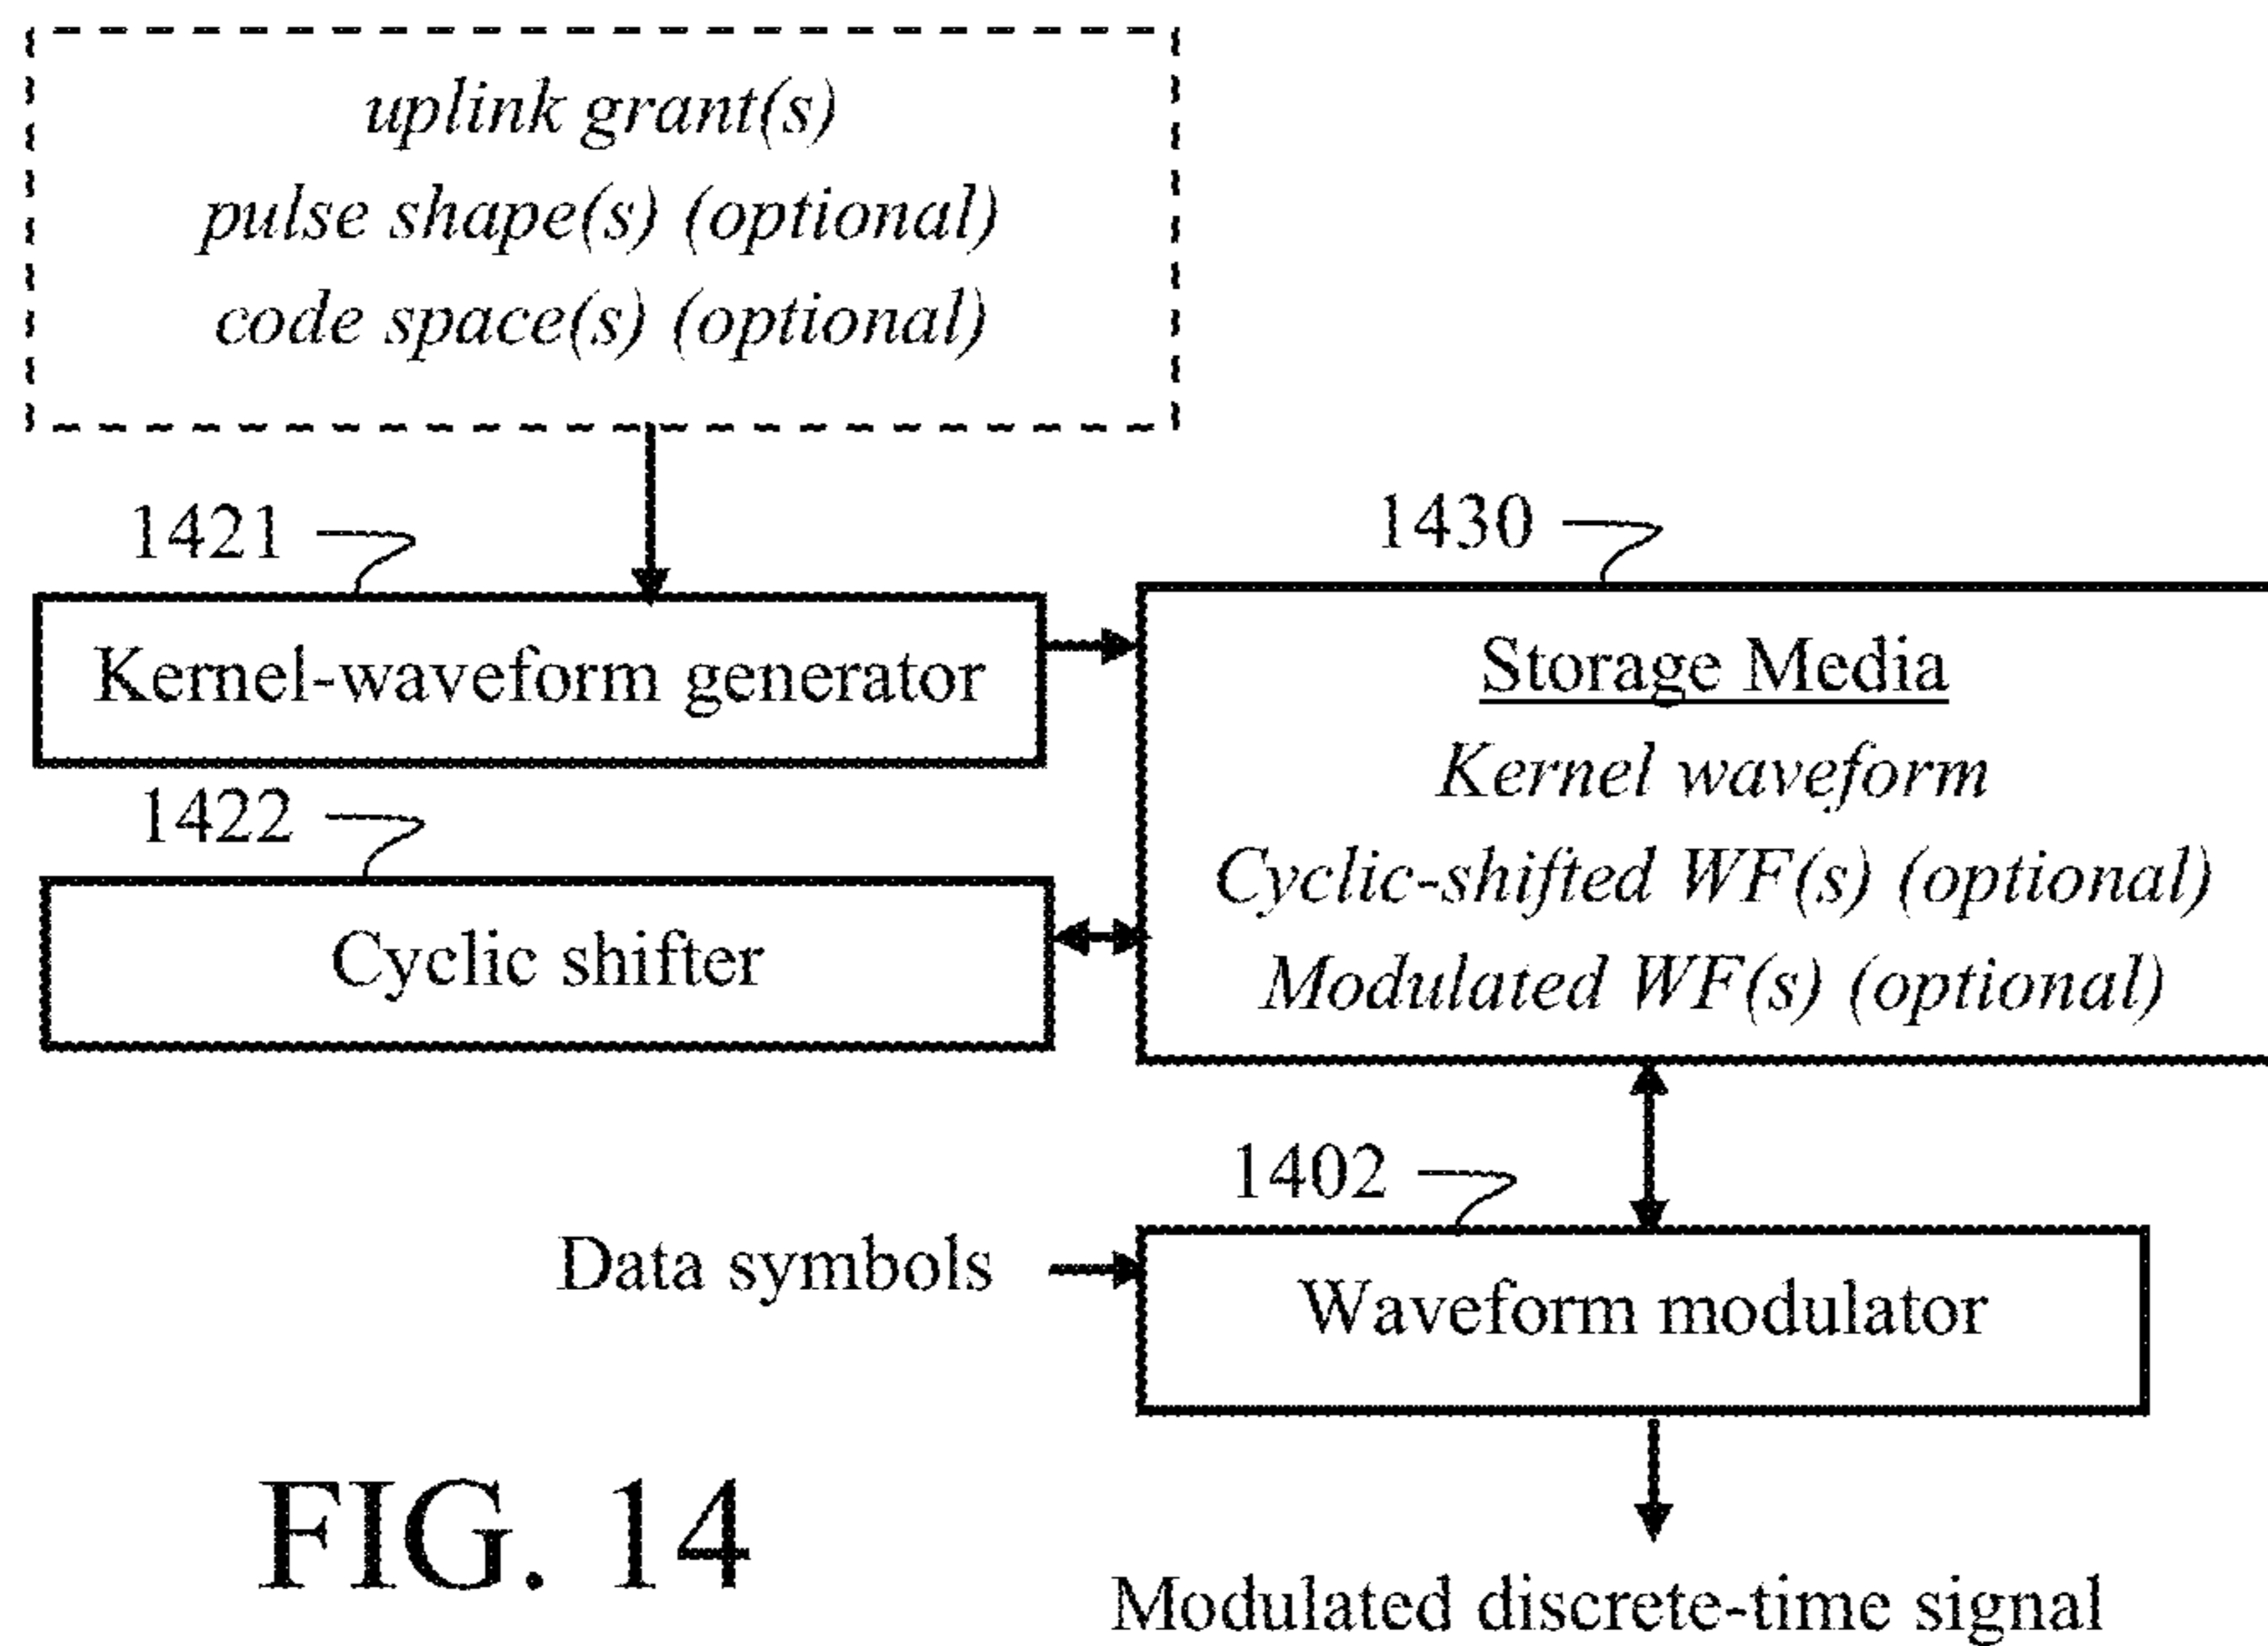 uplink grant(s)
pulse shape(s) (optional)
code space(s) (optional)
1421
1430
Kernel-waveform generator
Storage Media
Kernel waveform
Cyclic-shifted WF(s) (optional)
Modulated WF(s) (optional)
1422
Cyclic shifter
1402
Data symbols
Waveform modulator
FIG. 14
Modulated discrete-time signal